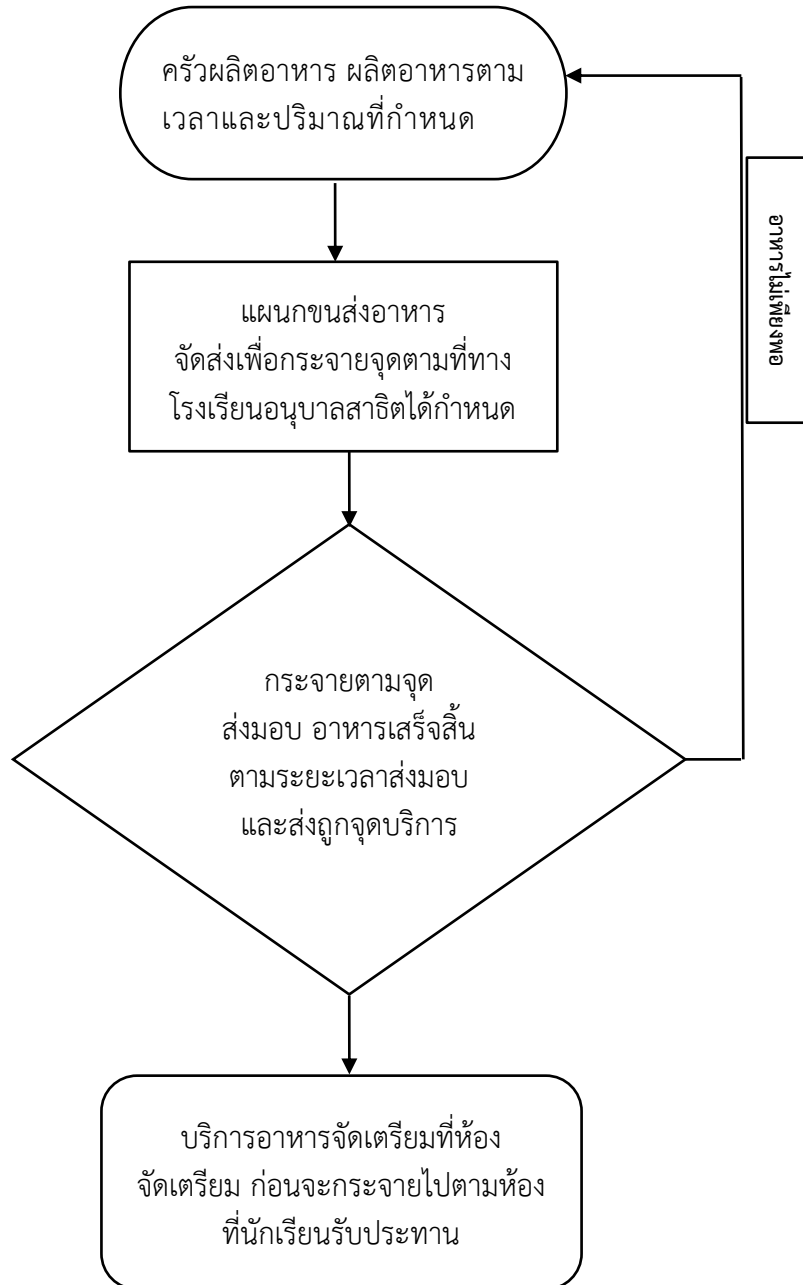 ครัวผลิตอาหาร ผลิตอาหารตาม
เวลาและปริมาณที่กำหนด
อาหารไม่เพียงพอ
แผนกขนส่งอาหาร
จัดส่งเพื่อกระจายจุดตามที่ทาง
โรงเรียนอนุบาลสาธิตได้กำหนด
กระจายตามจุด
ส่งมอบ อาหารเสร็จสิ้น
ตามระยะเวลาส่งมอบ
และส่งถูกจุดบริการ
บริการอาหารจัดเตรียมที่ห้อง
จัดเตรียม ก่อนจะกระจายไปตามห้อง
ที่นักเรียนรับประทาน